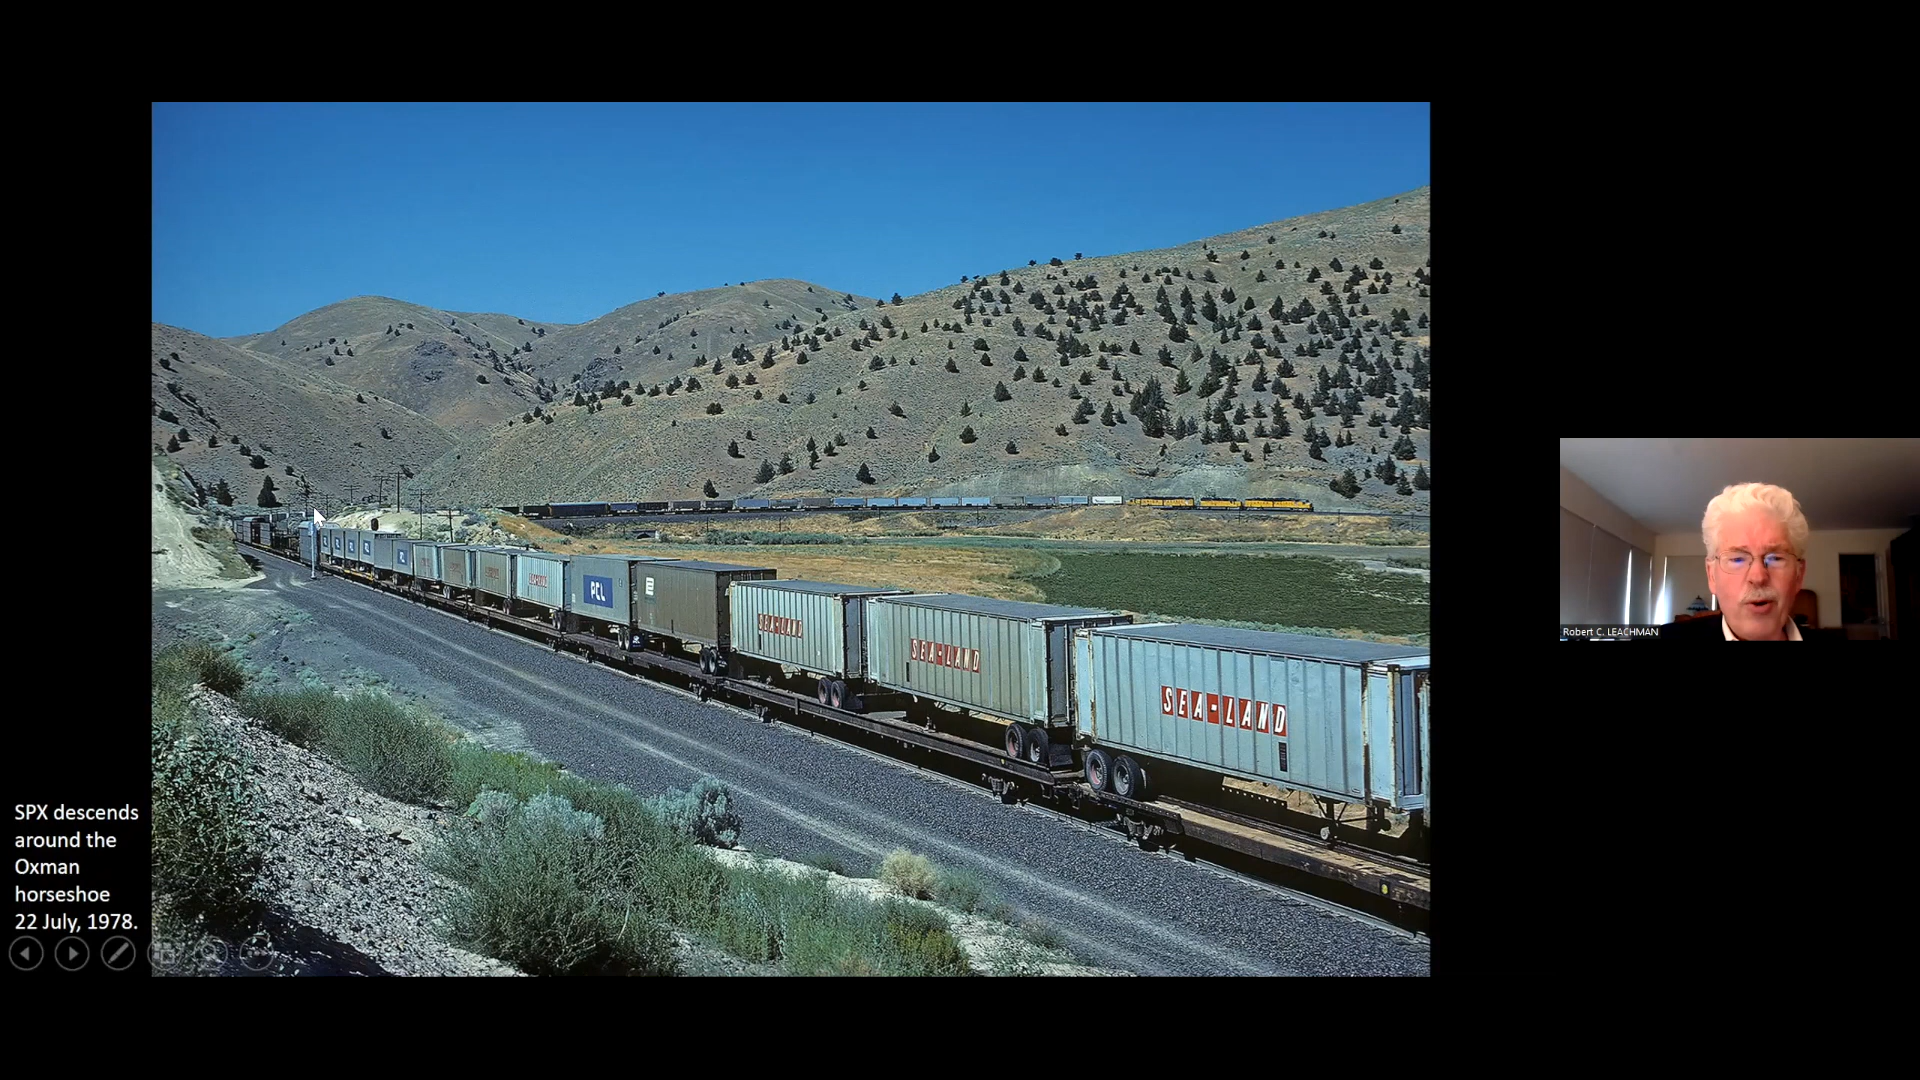 SPX descends
around the
Oxman
horseshoe
22 July, 1978.
PCL
SEA-LAND
SEA-LAND
SEA-LAND
Robert C. LEACHMAN